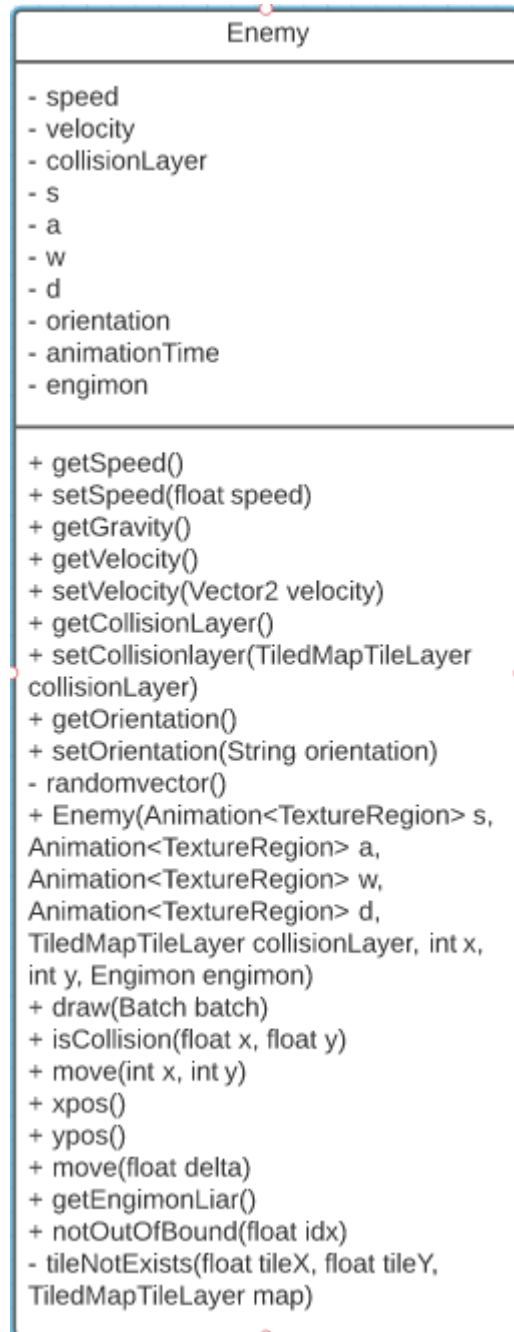 Enemy
- speed
- velocity
- collisionLayer
- s
- a
- w
- d
- orientation
- animationTime
- engimon
+ getSpeed()
+ setSpeed(float speed)
+ getGravity()
+ getVelocity()
+ setVelocity(Vector2 velocity)
+ getCollisionLayer()
+ setCollisionlayer(TiledMapTileLayer
collisionLayer)
+ getOrientation()
+ setOrientation(String orientation)
- randomvector()
+ Enemy(Animation<TextureRegion> s,
Animation<TextureRegion> a,
Animation<TextureRegion> w,
Animation<TextureRegion> d,
TiledMapTileLayer collisionLayer, int x,
int y, Engimon engimon)
+ draw(Batch batch)
+ isCollision(float x, float y)
+ move(int x, int y)
+ xpos()
+ ypos()
+ move(float delta)
+ getEngimonLiar()
+ notOutOfBound(float idx)
- tileNotExists(float tileX, float tileY,
TiledMapTileLayer map)